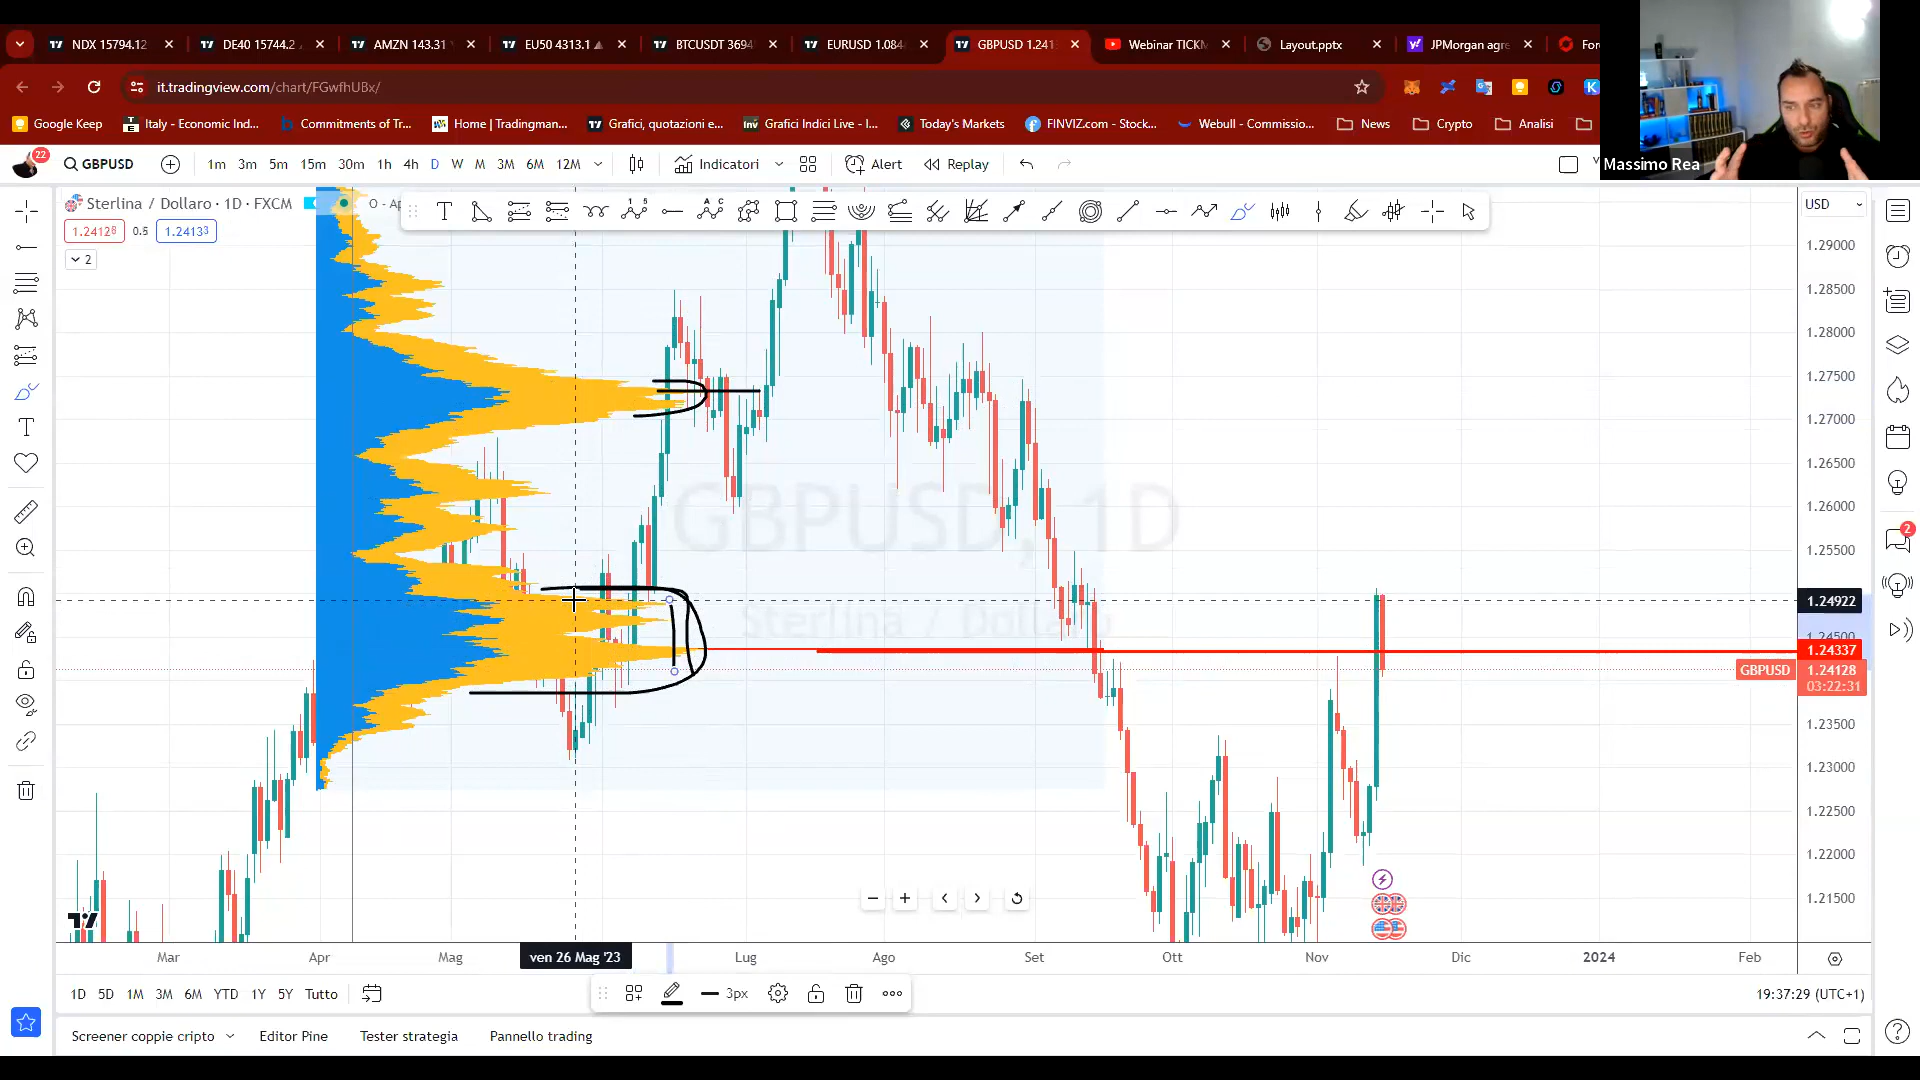 NDX 15794.12
DE40 15744.2
AMZN 143.31
EU50 4313.1
BTCUSDT 3694
EURUSD 1.084
GBPUSD 1.241
Webinar TICKM
Layout.pptx
JPMorgan agre
For
it.tradingview.com/chart/FGwfhUBx/
Google Keep
Italy - Economic Ind...
Commitments of Tr...
Home | Tradingman...
Grafici, quotazioni e...
Grafici Indici Live - I...
Today's Markets
FINVIZ.com - Stock...
Webull - Commissio...
News
Crypto
Analisi
Massimo Rea
22
GBPUSD
1m 3m 5m 15m 30m 1h 4h D W M 3M 6M 12M
Indicatori
Alert
Replay
Sterlina / Dollaro · 1D · FXCM
O - Ap
USD
1.24128
0.5
1.24133
2
GBPUSD, 1D
Sterlina / Dollaro
1.29000
1.28500
1.28000
1.27500
1.27000
1.26500
1.26000
1.25500
1.24922
1.24500
1.24337
GBPUSD
1.24128
03:22:31
1.23500
1.23000
1.22500
1.22000
1.21500
2
Mar
Apr
Mag
ven 26 Mag '23
Lug
Ago
Set
Ott
Nov
Dic
2024
Feb
1D 5D 1M 3M 6M YTD 1Y 5Y Tutto
3px
19:37:29 (UTC+1)
Screener coppie cripto
Editor Pine
Tester strategia
Pannello trading